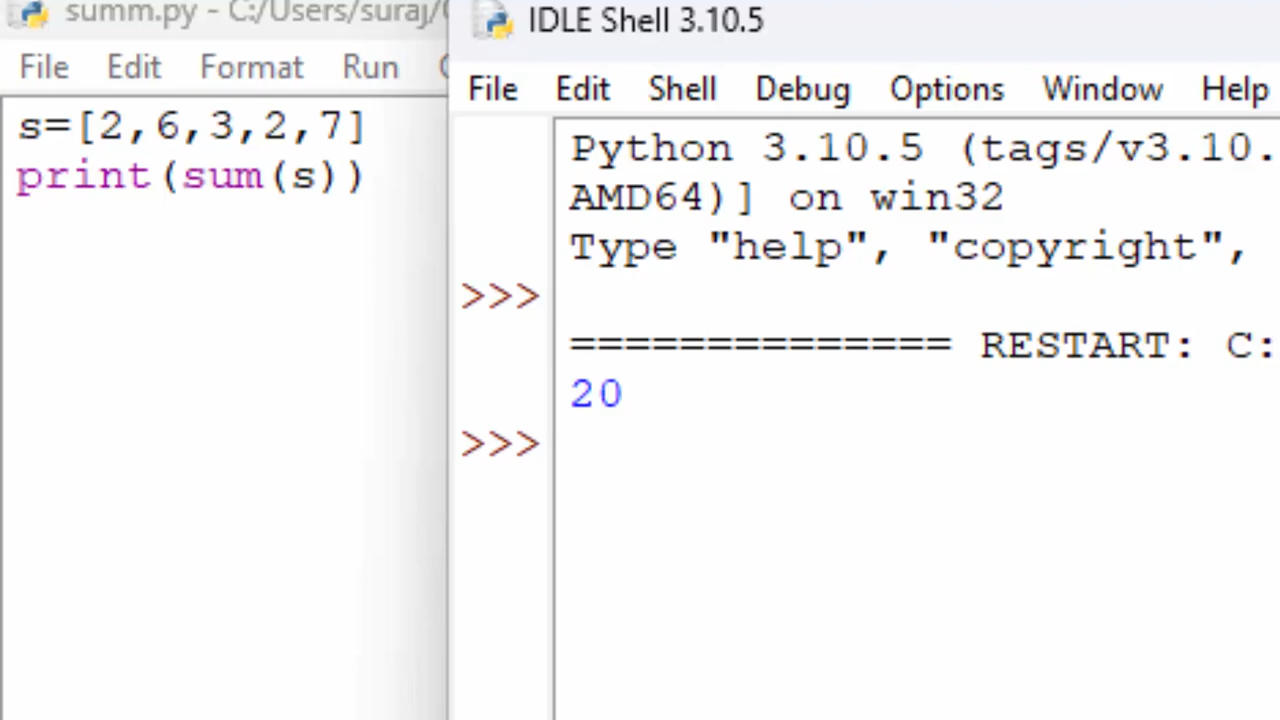 summ.py - C:/Users/suraj/
File Edit Format Run
s=[2,6,3,2,7]
print(sum(s))
IDLE Shell 3.10.5
File Edit Shell Debug Options Window Help
Python 3.10.5 (tags/v3.10.
AMD64)] on win32
Type "help", "copyright",
>>>
============== RESTART: C:
20
>>>